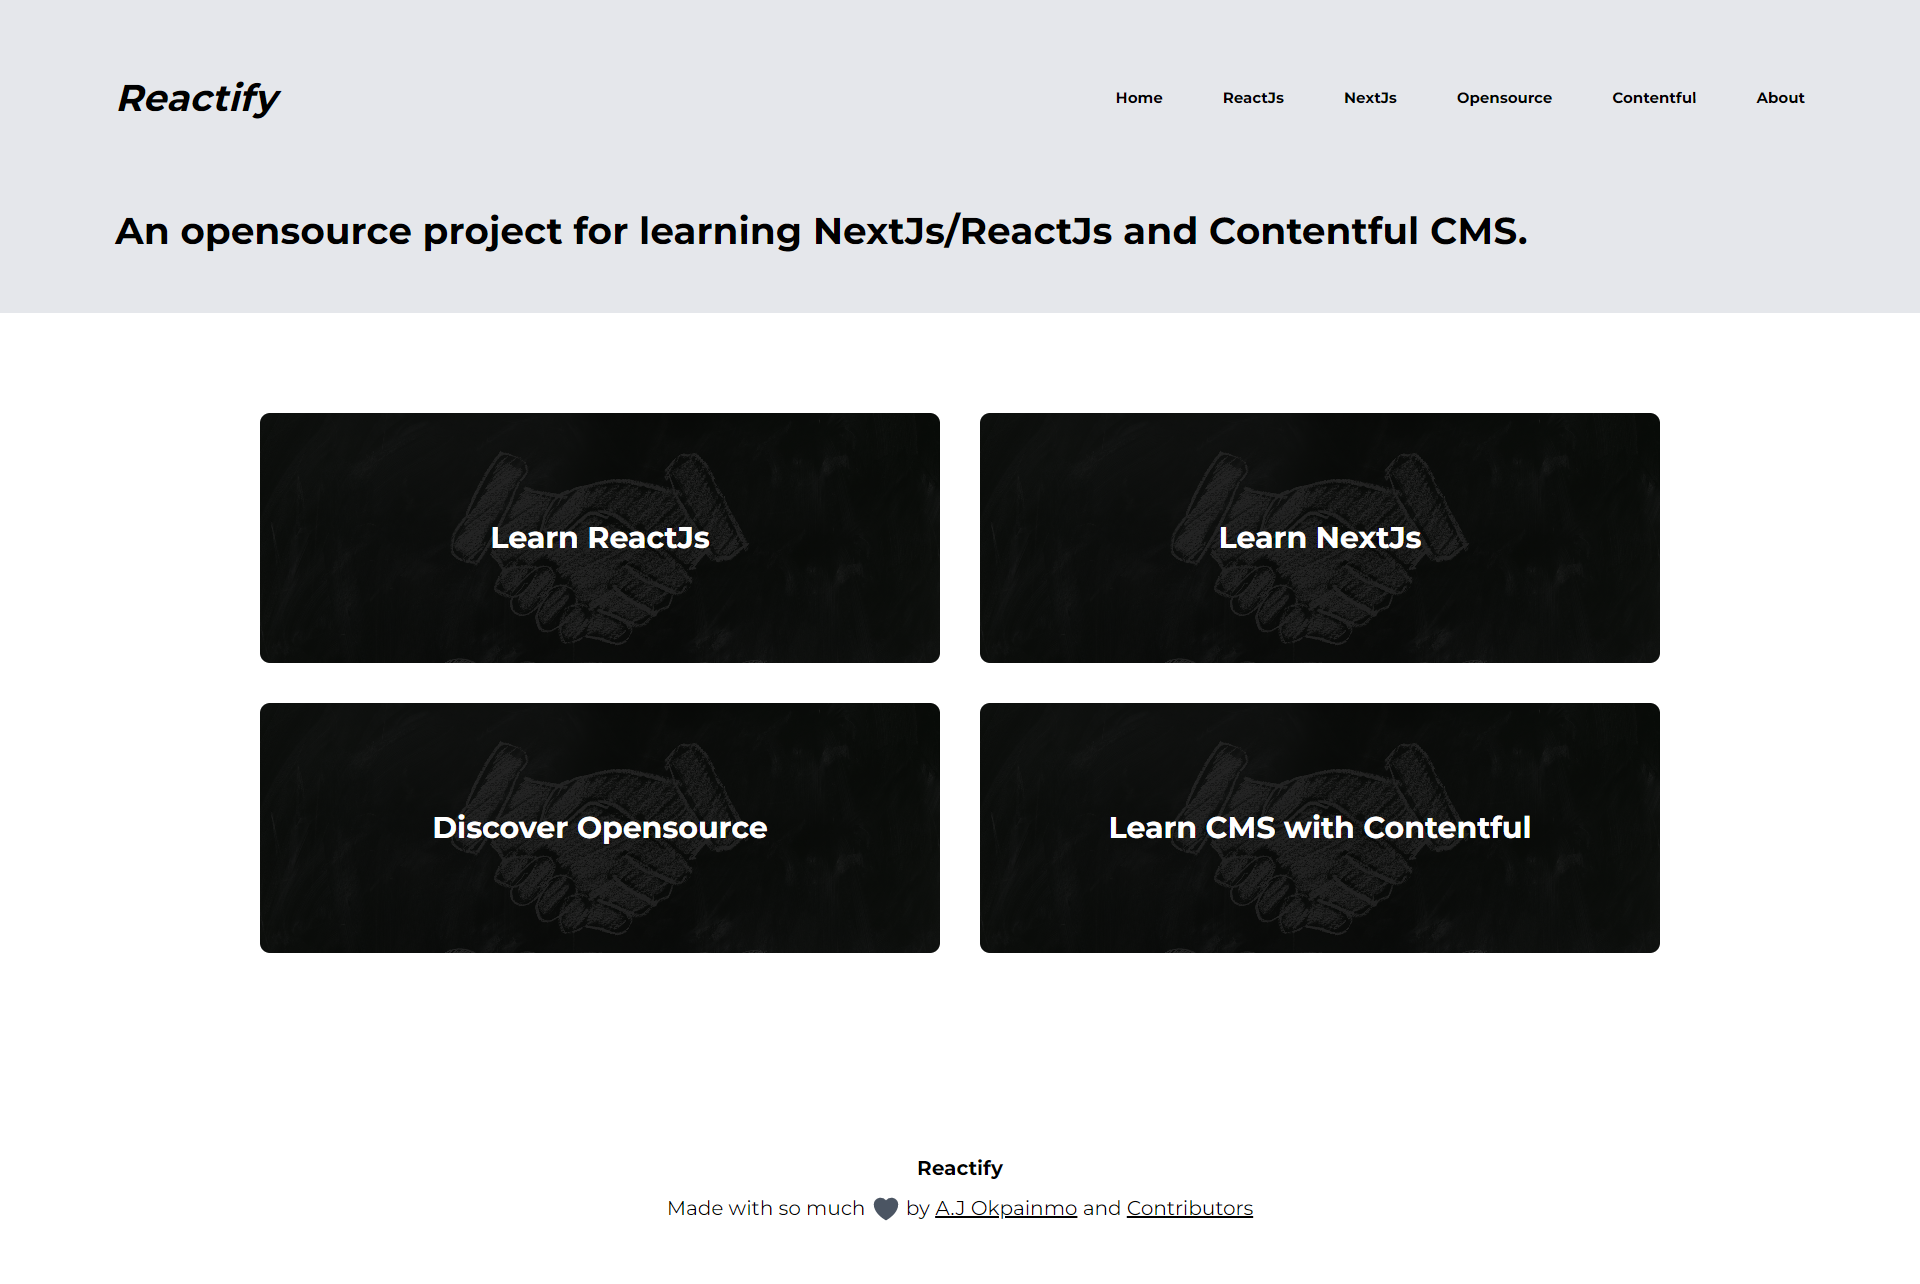 Reactify
Home ReactJs NextJs Opensource Contentful About
An opensource project for learning NextJs/ReactJs and Contentful CMS.
Learn ReactJs
Learn NextJs
Discover Opensource
Learn CMS with Contentful
Reactify
Made with so much 🖤 by A.J Okpainmo and Contributors